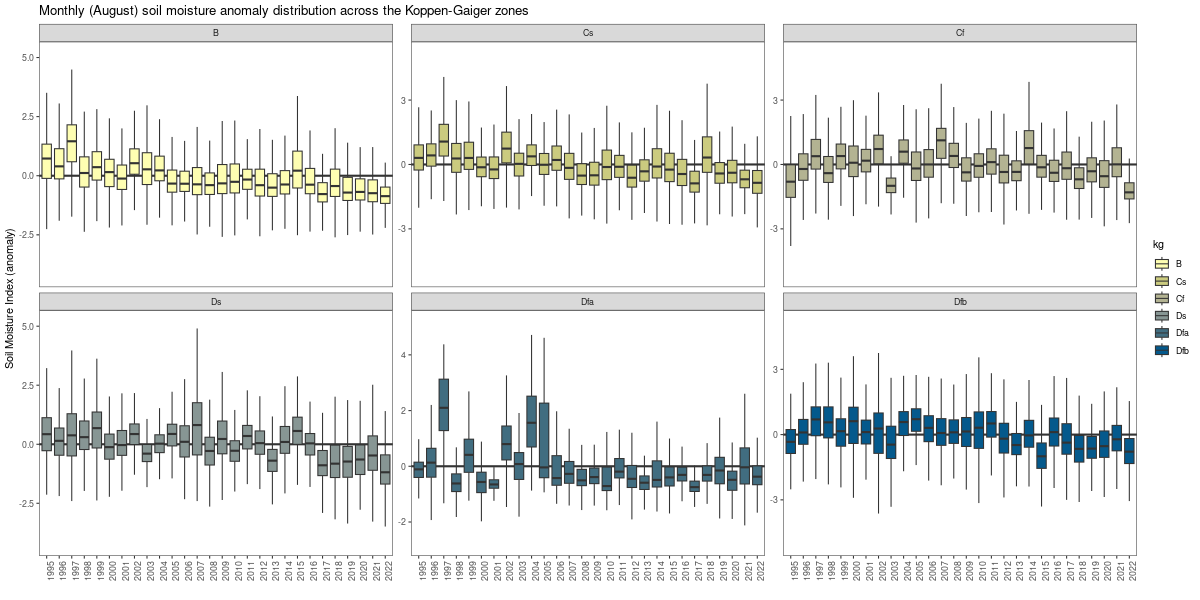 Monthly (August) soil moisture anomaly distribution across the Koppen-Gaiger zones
B
Cs
Cf
5.0
2.5
0.0
-2.5
3
0
-3
3
0
-3
Soil Moisture Index (anomaly)
Ds
Dfa
Dfb
5.0
2.5
0.0
-2.5
4
2
0
-2
3
0
-3
1995 1996 1997 1998 1999 2000 2001 2002 2003 2004 2005 2006 2007 2008 2009 2010 2011 2012 2013 2014 2015 2016 2017 2018 2019 2020 2021 2022
1995 1996 1997 1998 1999 2000 2001 2002 2003 2004 2005 2006 2007 2008 2009 2010 2011 2012 2013 2014 2015 2016 2017 2018 2019 2020 2021 2022
1995 1996 1997 1998 1999 2000 2001 2002 2003 2004 2005 2006 2007 2008 2009 2010 2011 2012 2013 2014 2015 2016 2017 2018 2019 2020 2021 2022
kg
B
Cs
Cf
Ds
Dfa
Dfb